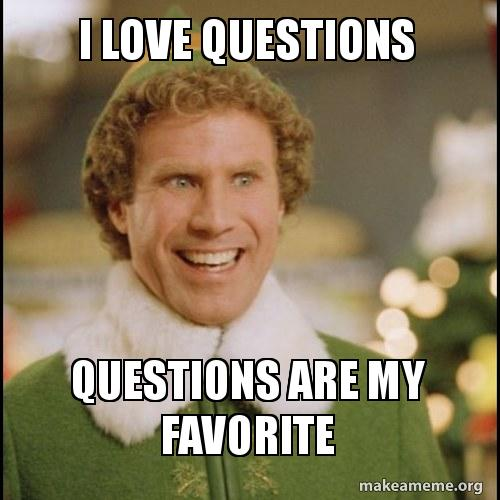 I LOVE QUESTIONS
QUESTIONS ARE MY
FAVORITE
makeameme.org